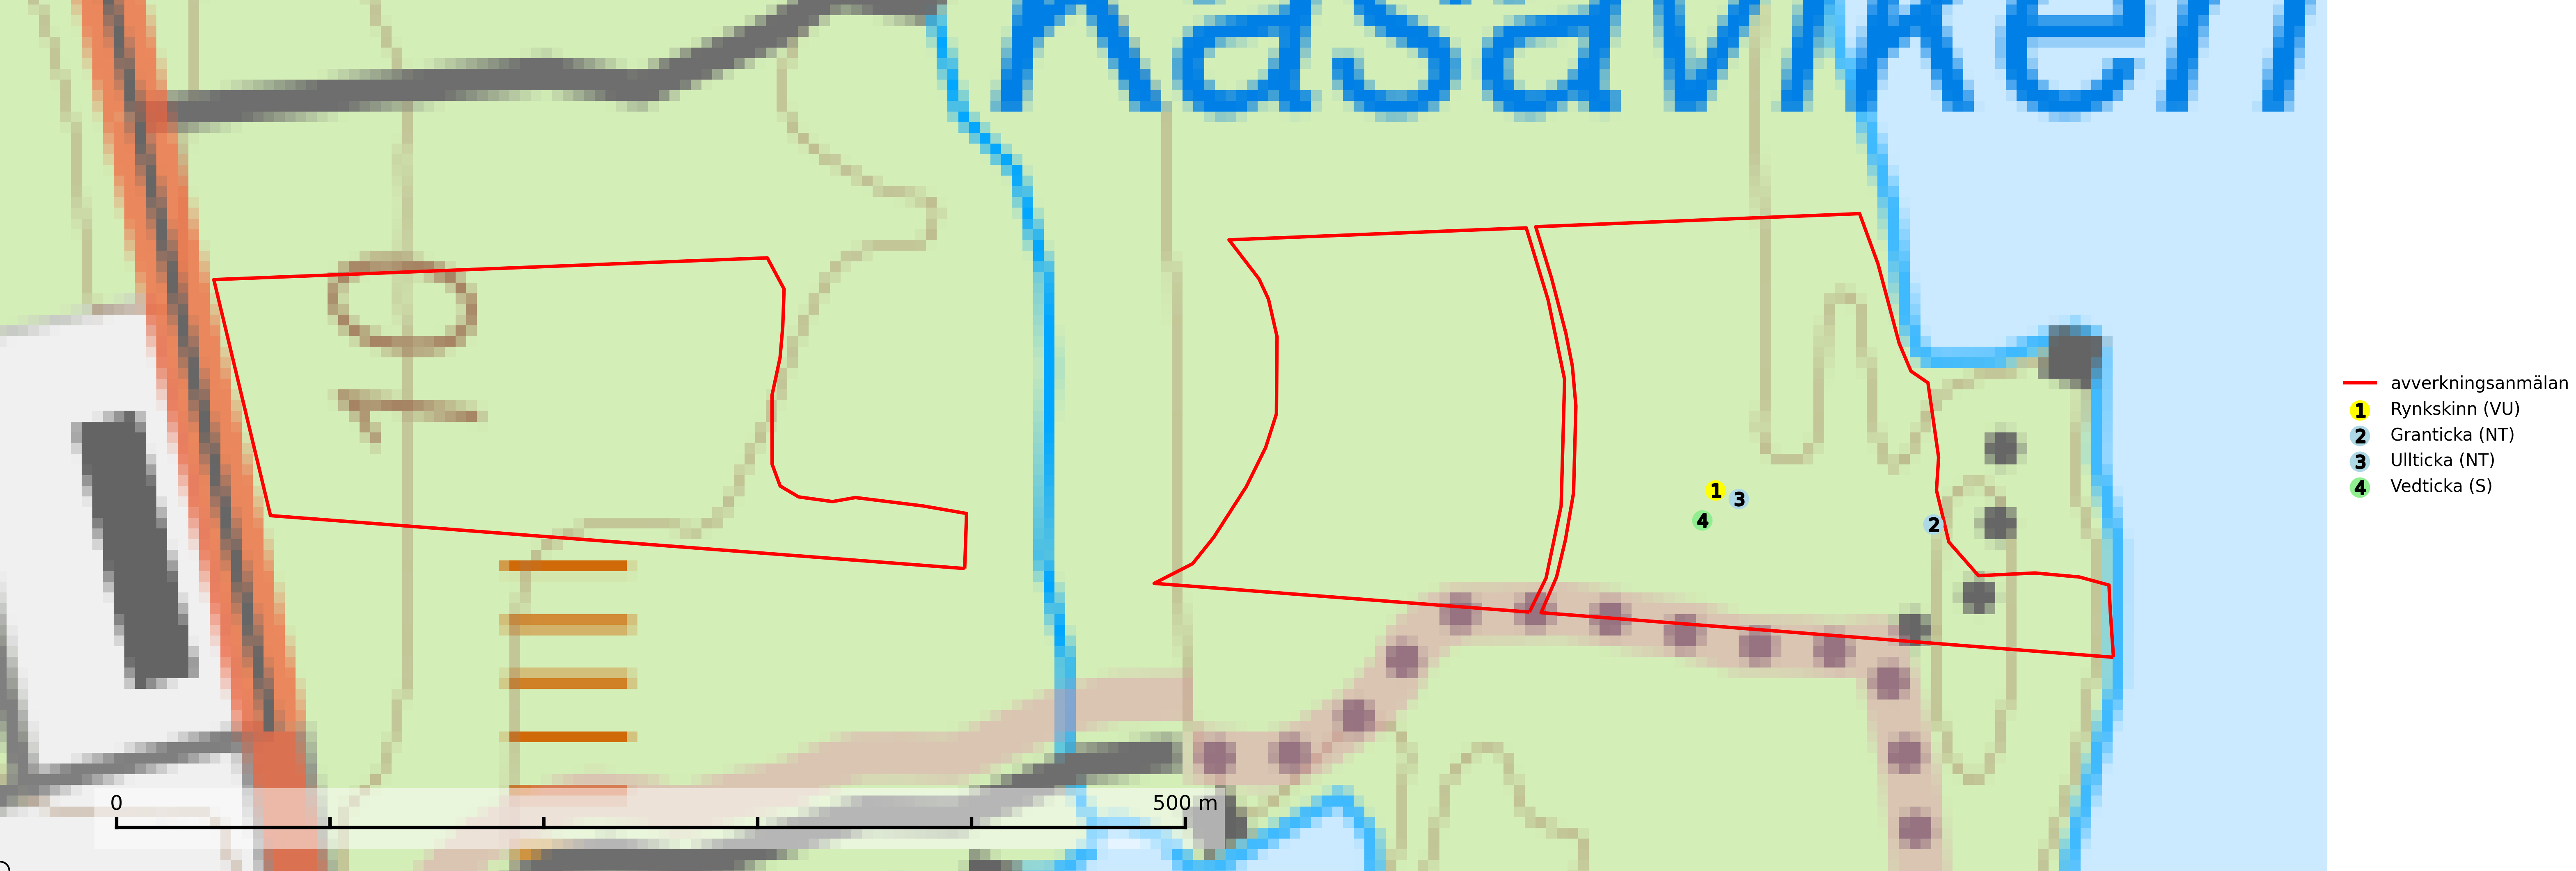 10
0
500 m
avverkningsanmälan
1 Rynkskinn (VU)
2 Granticka (NT)
3 Ullticka (NT)
4 Vedticka (S)
1
3
4
2